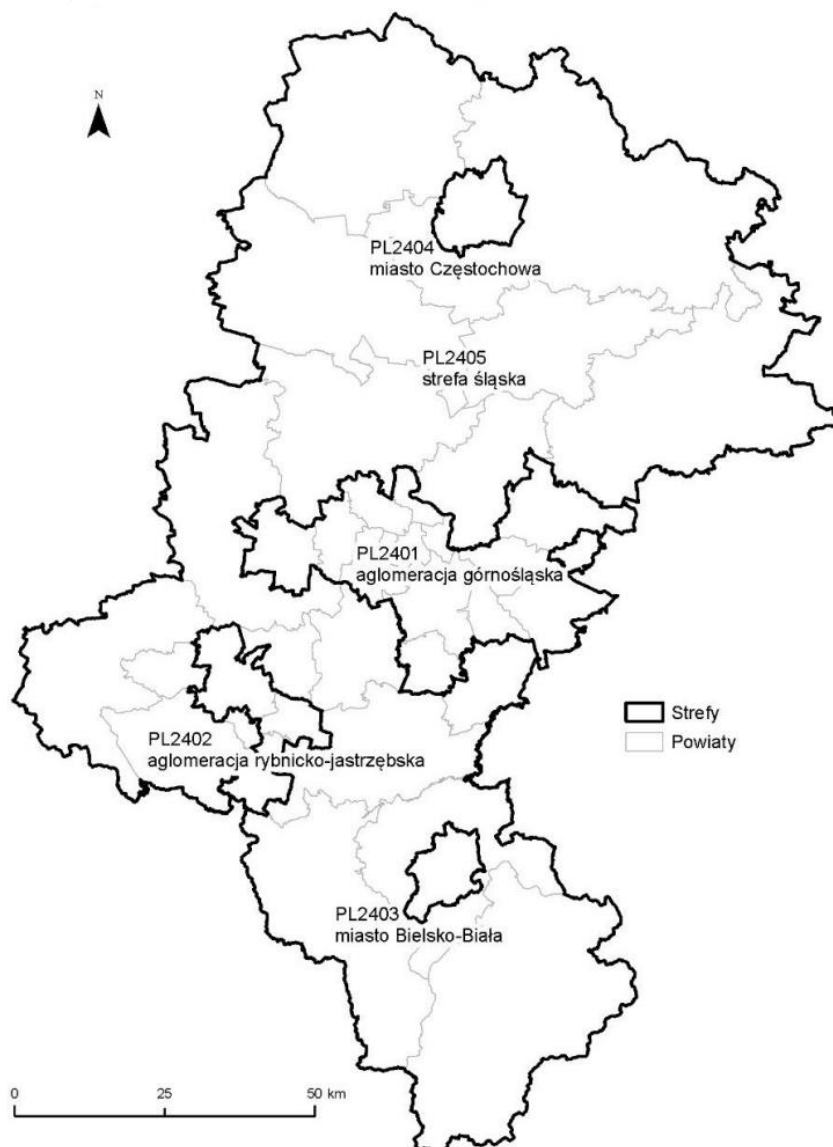 N
PL2404
miasto Częstochowa
PL2405
strefa śląska
PL2401
aglomeracja górnośląska
Strefy
Powiaty
PL2402
aglomeracja rybnicko-jastrzębska
PL2403
miasto Bielsko-Biała
0 25 50 km